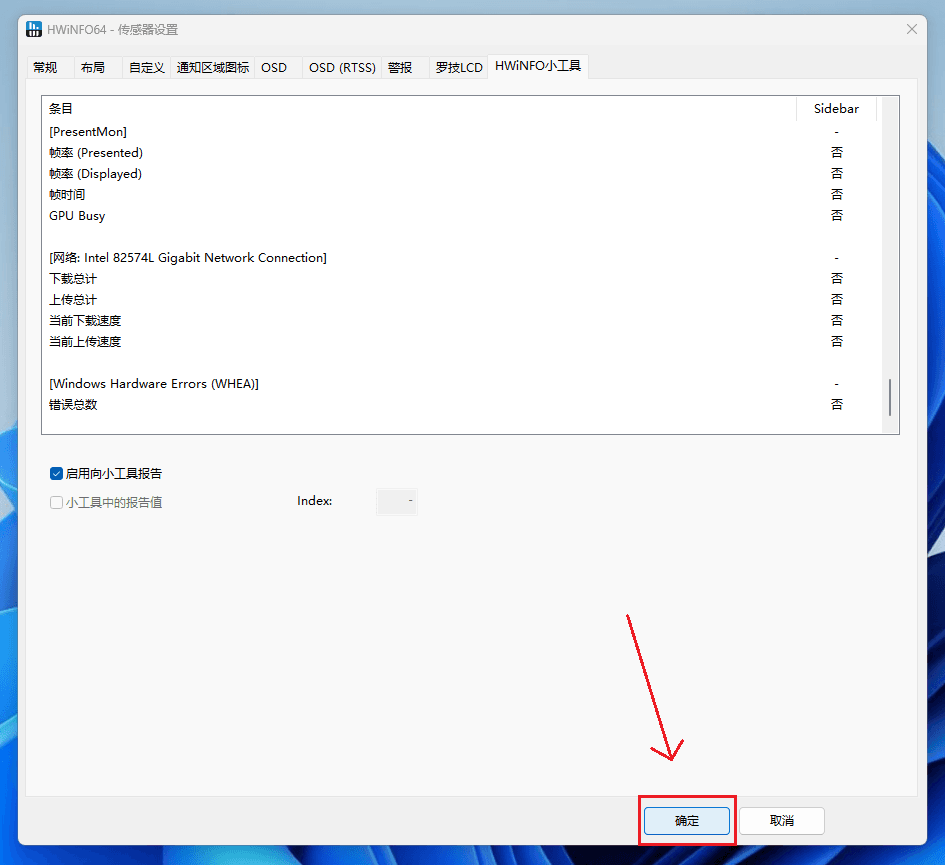 HWiNFO64 - 传感器设置
常规 布局 自定义 通知区域图标 OSD OSD (RTSS) 警报 罗技LCD HWiNFO小工具
条目 Sidebar
[PresentMon] -
帧率 (Presented) 否
帧率 (Displayed) 否
帧时间 否
GPU Busy 否
[网络: Intel 82574L Gigabit Network Connection] -
下载总计 否
上传总计 否
当前下载速度 否
当前上传速度 否
[Windows Hardware Errors (WHEA)] -
错误总数 否
启用向小工具报告
小工具中的报告值 Index: -
确定 取消